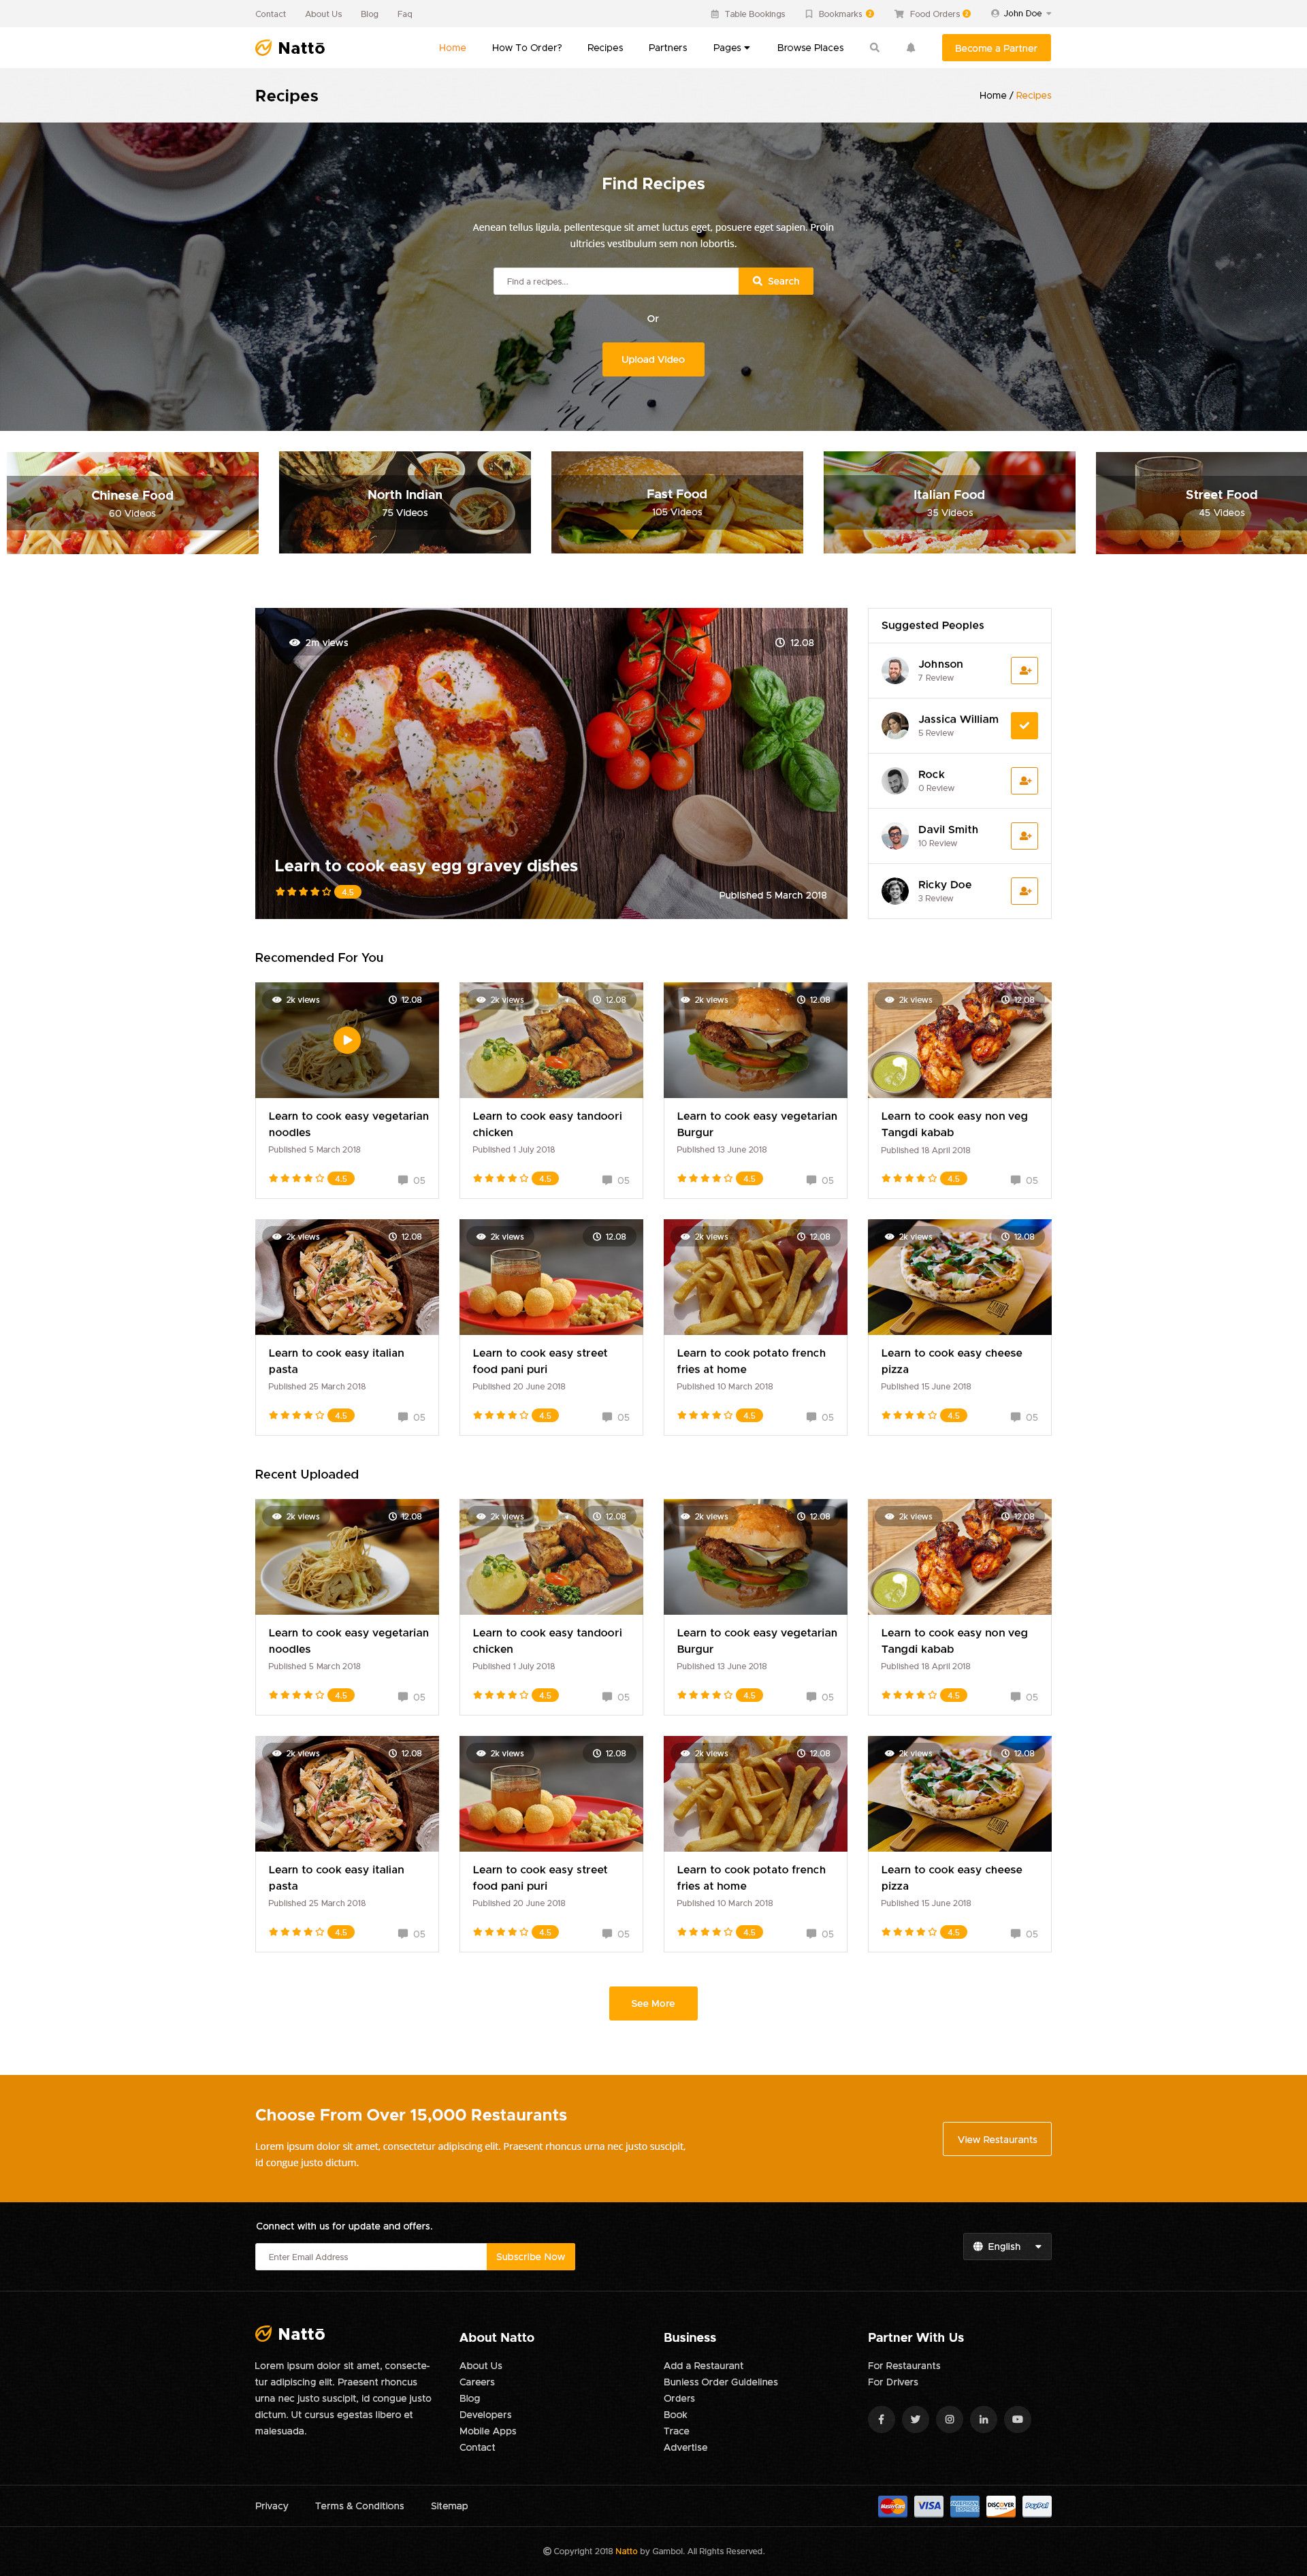 Contact About Us Blog Faq Table Bookings Bookmarks 2 Food Orders 2 John Doe
Nattō Home How To Order? Recipes Partners Pages Browse Places Become a Partner
Recipes Home / Recipes
Find Recipes
Aenean tellus ligula, pellentesque sit amet luctus eget, posuere eget sapien. Proin
ultricies vestibulum sem non lobortis.
Find a recipes... Search
Or
Upload Video
Chinese Food North Indian Fast Food Italian Food Street Food
60 Videos 75 Videos 105 Videos 35 Videos 45 Videos
2m views 12.08
Learn to cook easy egg gravey dishes
4.5 Published 5 March 2018
Suggested Peoples
Johnson
7 Review
Jassica William
5 Review
Rock
0 Review
Davil Smith
10 Review
Ricky Doe
3 Review
Recomended For You
2k views 12.08 2k views 12.08 2k views 12.08 2k views 12.08
Learn to cook easy vegetarian Learn to cook easy tandoori Learn to cook easy vegetarian Learn to cook easy non veg
noodles chicken Burgur Tangdi kabab
Published 5 March 2018 Published 1 July 2018 Published 13 June 2018 Published 18 April 2018
4.5 05 4.5 05 4.5 05 4.5 05
2k views 12.08 2k views 12.08 2k views 12.08 2k views 12.08
Learn to cook easy italian Learn to cook easy street Learn to cook potato french Learn to cook easy cheese
pasta food pani puri fries at home pizza
Published 25 March 2018 Published 20 June 2018 Published 10 March 2018 Published 15 June 2018
4.5 05 4.5 05 4.5 05 4.5 05
Recent Uploaded
2k views 12.08 2k views 12.08 2k views 12.08 2k views 12.08
Learn to cook easy vegetarian Learn to cook easy tandoori Learn to cook easy vegetarian Learn to cook easy non veg
noodles chicken Burgur Tangdi kabab
Published 5 March 2018 Published 1 July 2018 Published 13 June 2018 Published 18 April 2018
4.5 05 4.5 05 4.5 05 4.5 05
2k views 12.08 2k views 12.08 2k views 12.08 2k views 12.08
Learn to cook easy italian Learn to cook easy street Learn to cook potato french Learn to cook easy cheese
pasta food pani puri fries at home pizza
Published 25 March 2018 Published 20 June 2018 Published 10 March 2018 Published 15 June 2018
4.5 05 4.5 05 4.5 05 4.5 05
See More
Choose From Over 15,000 Restaurants
Lorem ipsum dolor sit amet, consectetur adipiscing elit. Praesent rhoncus urna nec justo suscipit,
id congue justo dictum.
View Restaurants
Connect with us for update and offers.
Enter Email Address Subscribe Now English
Nattō
Lorem ipsum dolor sit amet, consecte-
tur adipiscing elit. Praesent rhoncus
urna nec justo suscipit, id congue justo
dictum. Ut cursus egestas libero et
malesuada.
About Natto
About Us
Careers
Blog
Developers
Mobile Apps
Contact
Business
Add a Restaurant
Buniess Order Guidelines
Orders
Book
Trace
Advertise
Partner With Us
For Restaurants
For Drivers
Privacy Terms & Conditions Sitemap MasterCard VISA AMERICAN EXPRESS DISCOVER PayPal
© Copyright 2018 Natto by Gambol. All Rights Reserved.